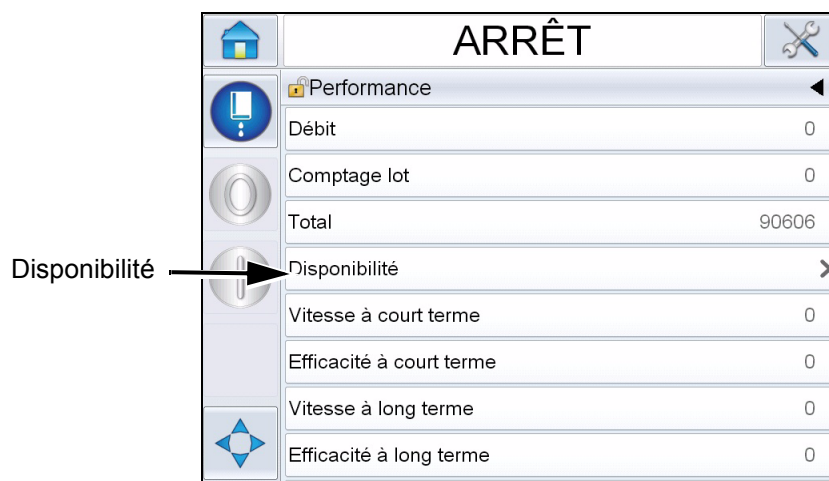 ARRÊT
Performance
Débit 0
Comptage lot 0
Total 90606
Disponibilité
Disponibilité
Vitesse à court terme 0
Efficacité à court terme 0
Vitesse à long terme 0
Efficacité à long terme 0